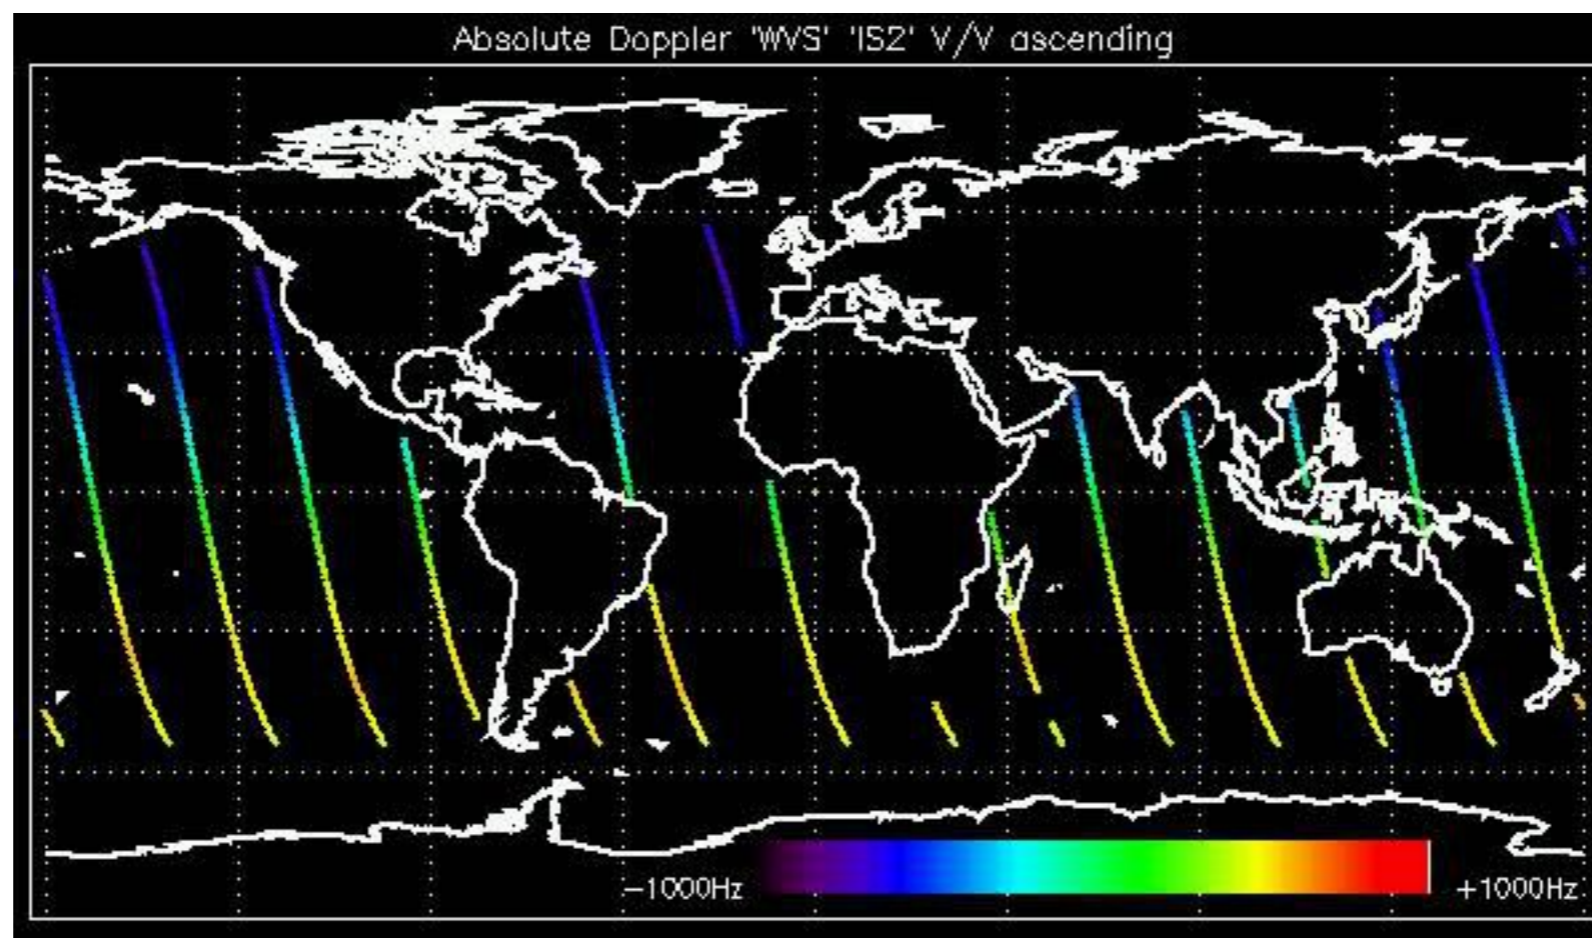 Absolute Doppler 'WVS' 'IS2' V/V ascending
-1000Hz +1000Hz